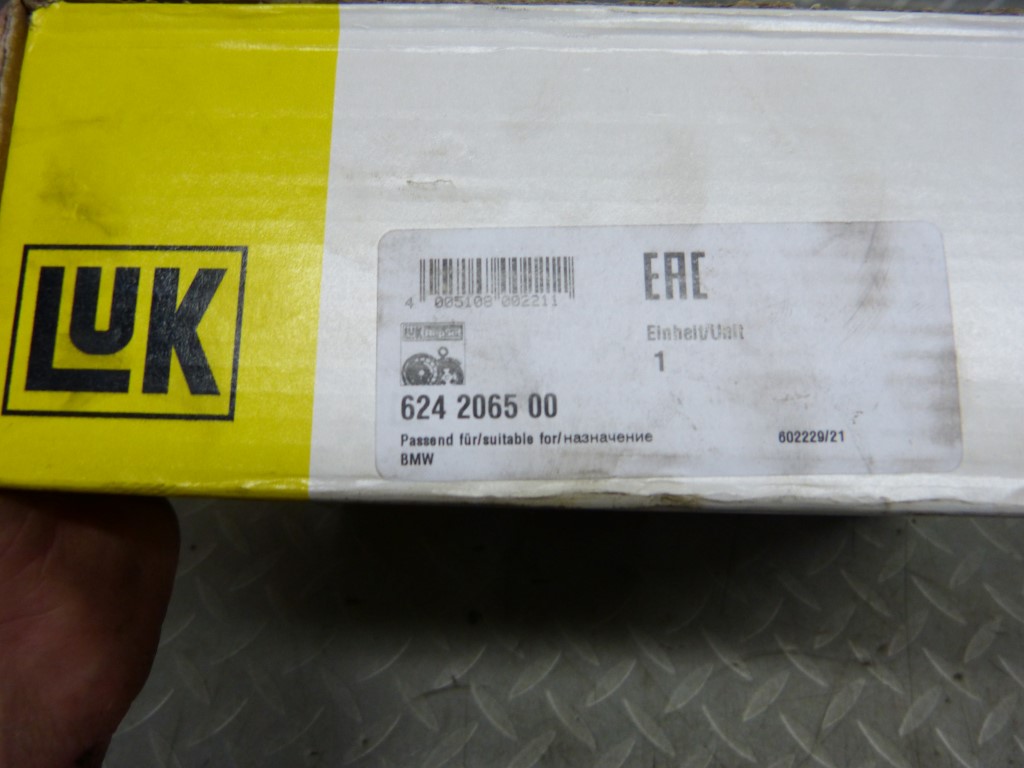 LUK
4 005108 002211
EAC
Einheit/Unit
1
624 2065 00
Passend für/suitable for/назначение
602229/21
BMW